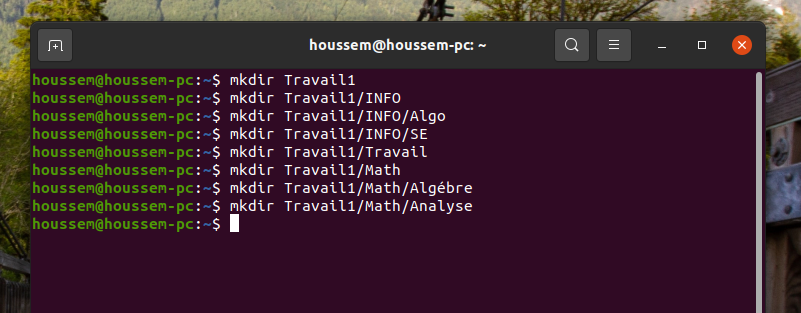 houssem@houssem-pc: ~
houssem@houssem-pc:~$ mkdir Travail1
houssem@houssem-pc:~$ mkdir Travail1/INFO
houssem@houssem-pc:~$ mkdir Travail1/INFO/Algo
houssem@houssem-pc:~$ mkdir Travail1/INFO/SE
houssem@houssem-pc:~$ mkdir Travail1/Travail
houssem@houssem-pc:~$ mkdir Travail1/Math
houssem@houssem-pc:~$ mkdir Travail1/Math/Algébre
houssem@houssem-pc:~$ mkdir Travail1/Math/Analyse
houssem@houssem-pc:~$